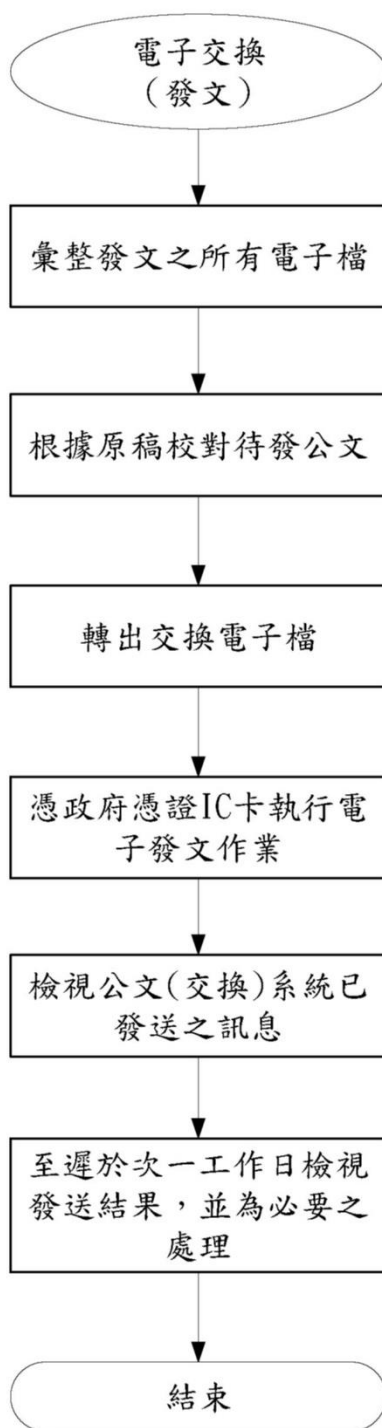 電子交換
(發文)
彙整發文之所有電子檔
根據原稿校對待發公文
轉出交換電子檔
憑政府憑證IC卡執行電
子發文作業
檢視公文(交換)系統已
發送之訊息
至遲於次一工作日檢視
發送結果，並為必要之
處理
結束